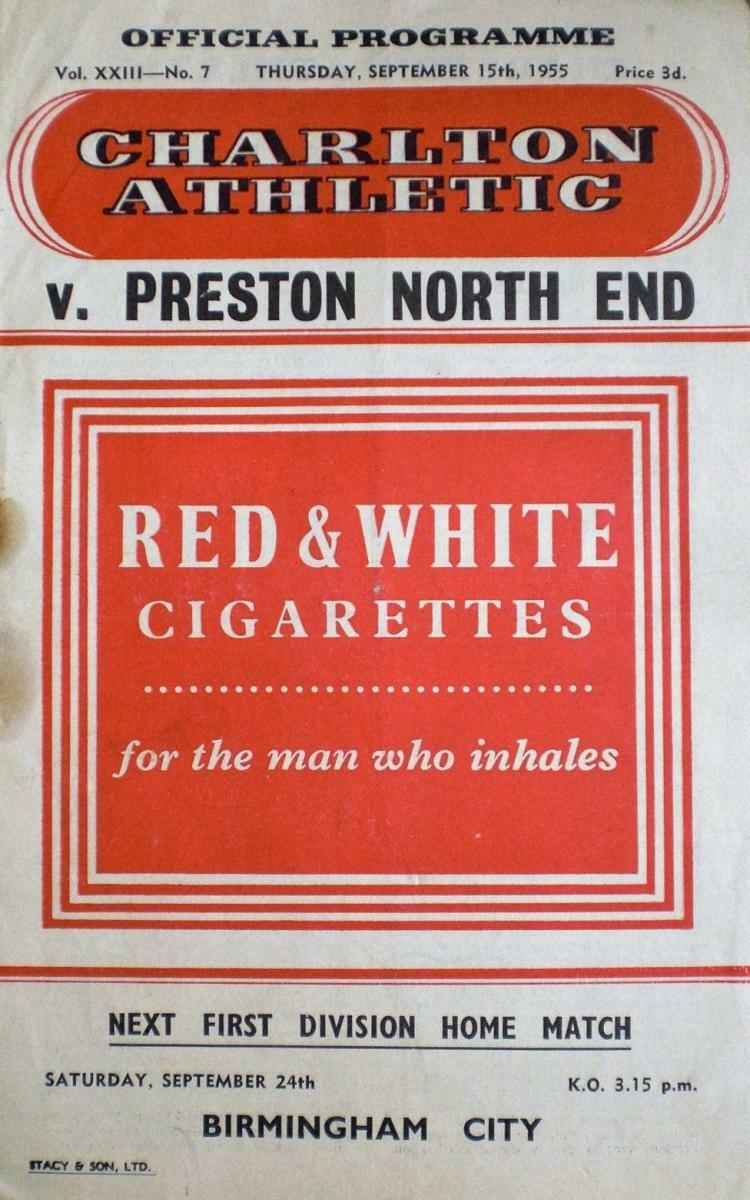 OFFICIAL PROGRAMME
Vol. XXIII—No. 7 THURSDAY, SEPTEMBER 15th, 1955 Price 3d.
CHARLTON
ATHLETIC
v. PRESTON NORTH END
RED & WHITE
CIGARETTES
for the man who inhales
NEXT FIRST DIVISION HOME MATCH
SATURDAY, SEPTEMBER 24th K.O. 3.15 p.m.
BIRMINGHAM CITY
STACY & SON, LTD.